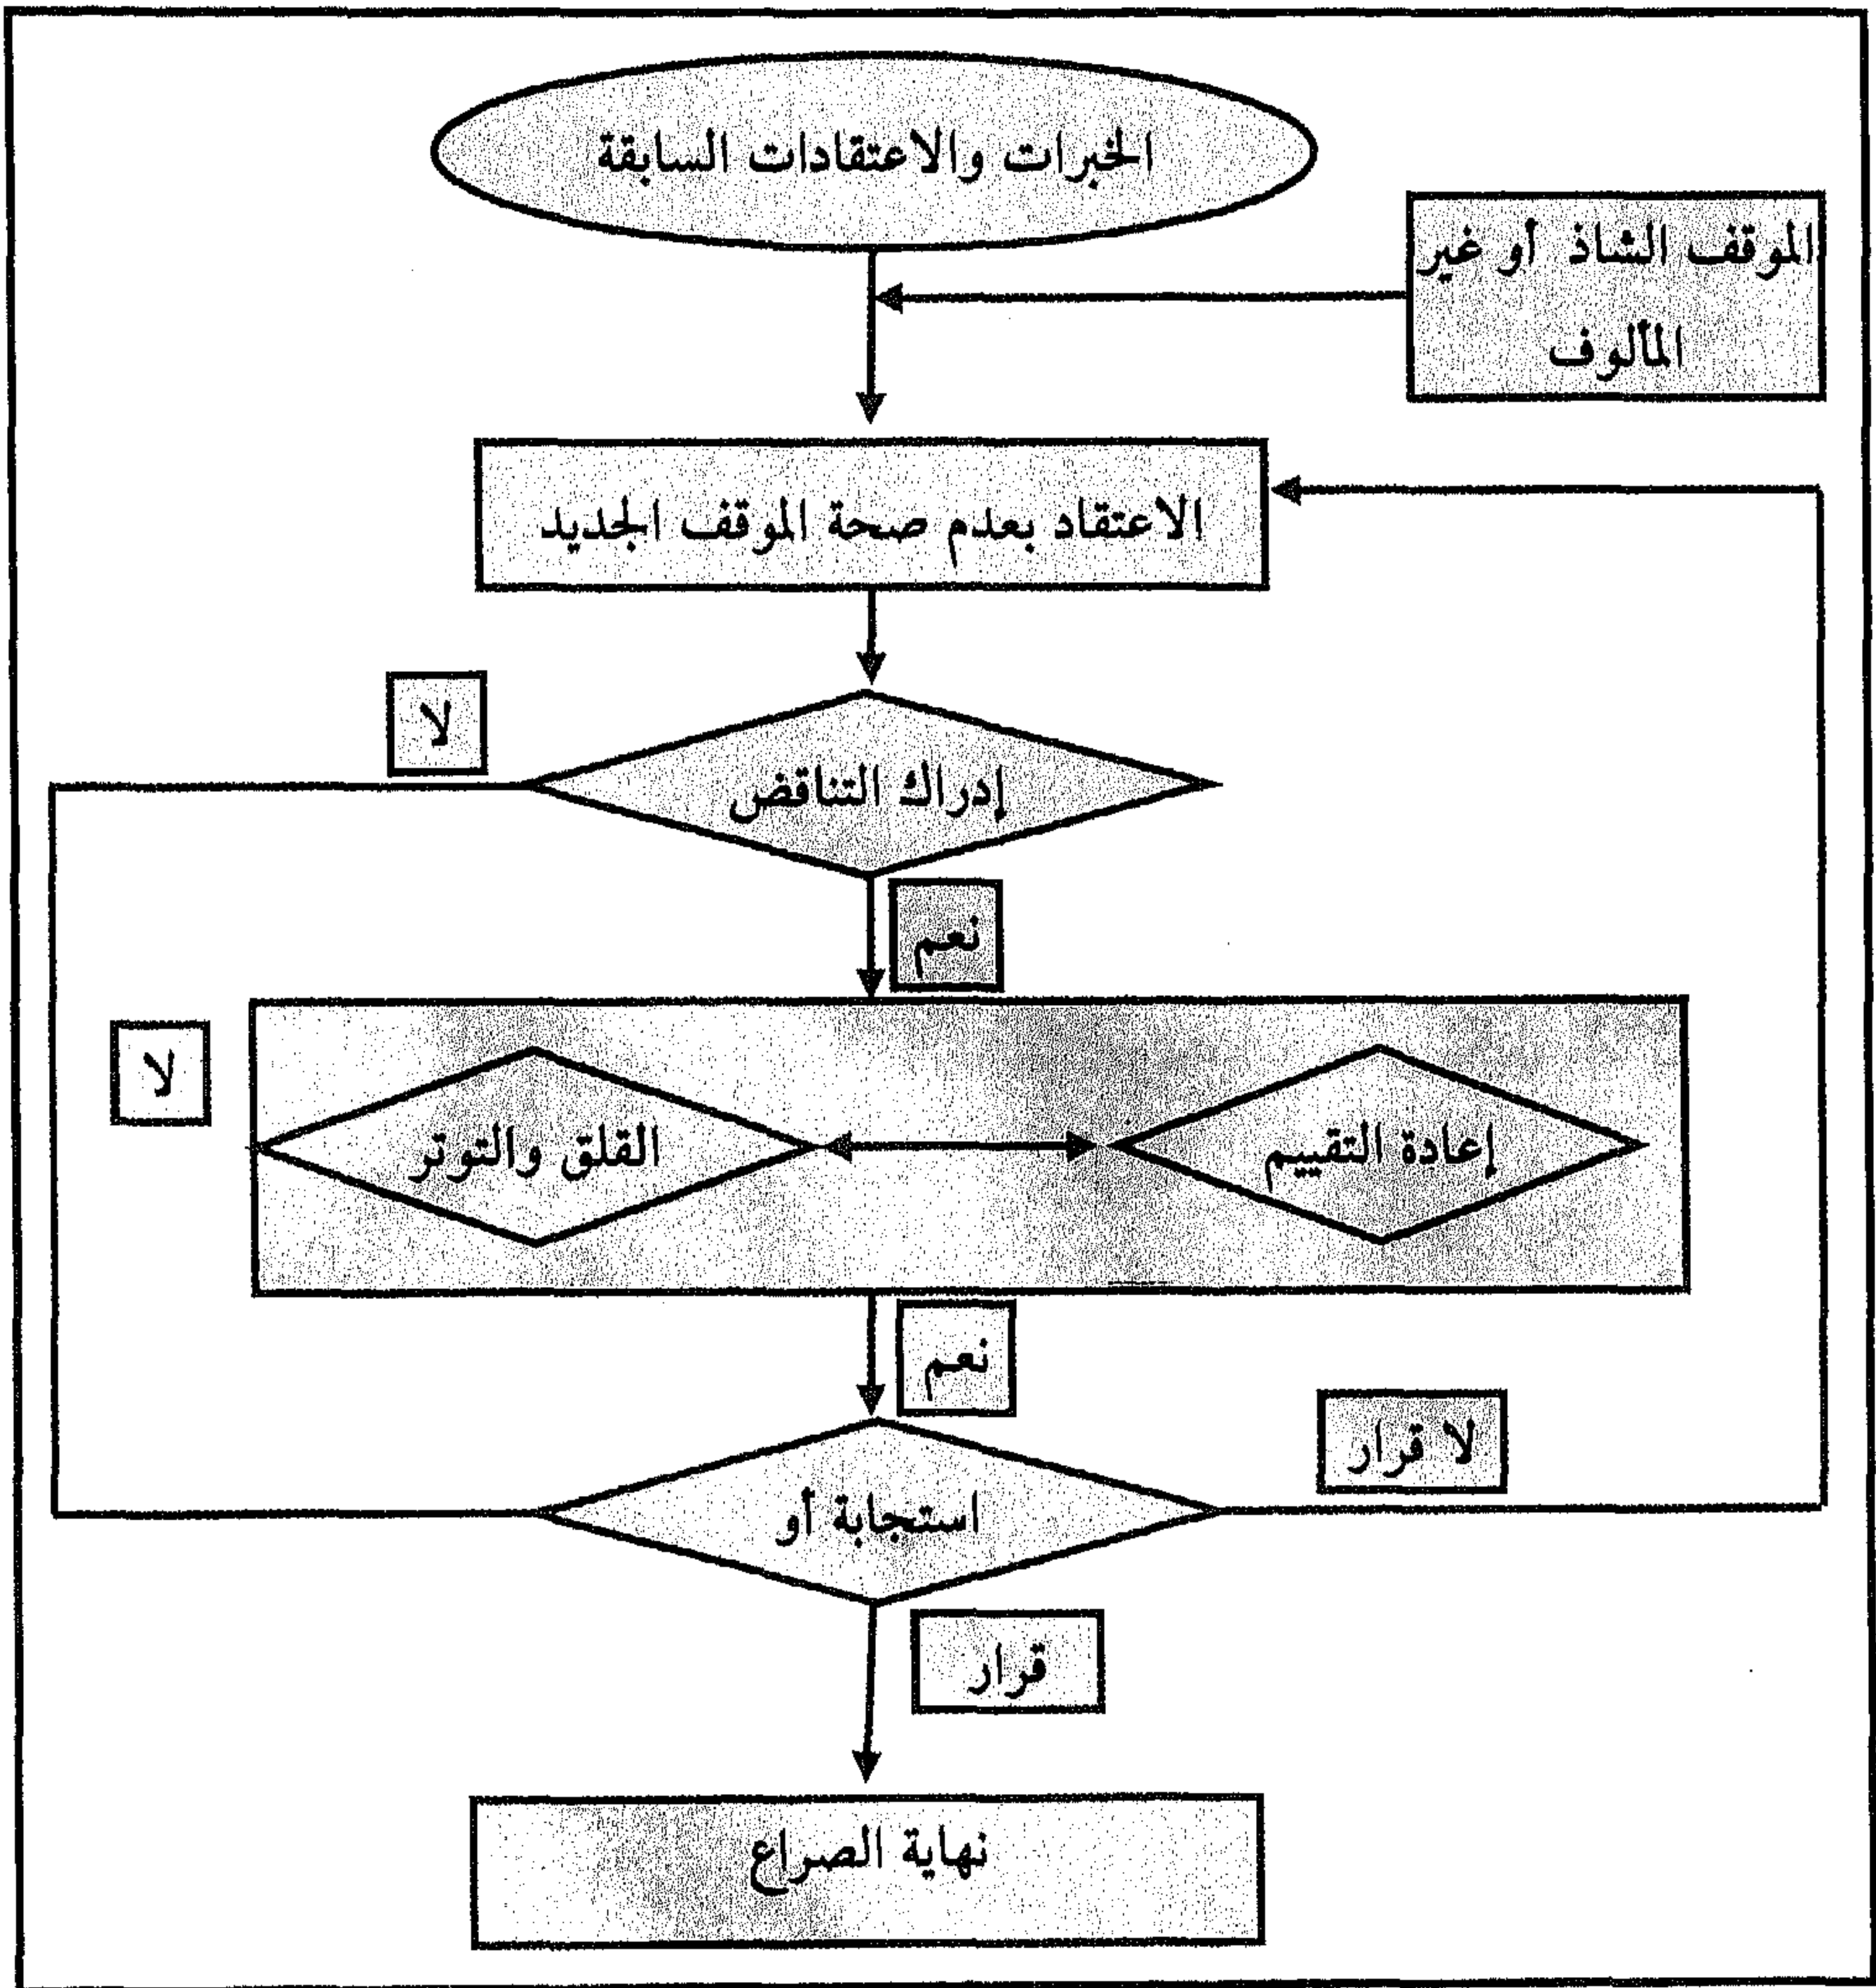 الخبرات والاعتقادات السابقة
الموقف الشاذ أو غير
المألوف
الاعتقاد بعدم صحة الموقف الجديد
لا
إدراك التناقض
نعم
لا
إعادة التقييم
القلق والتوتر
نعم
لا قرار
استجابة أو
قرار
نهاية الصراع